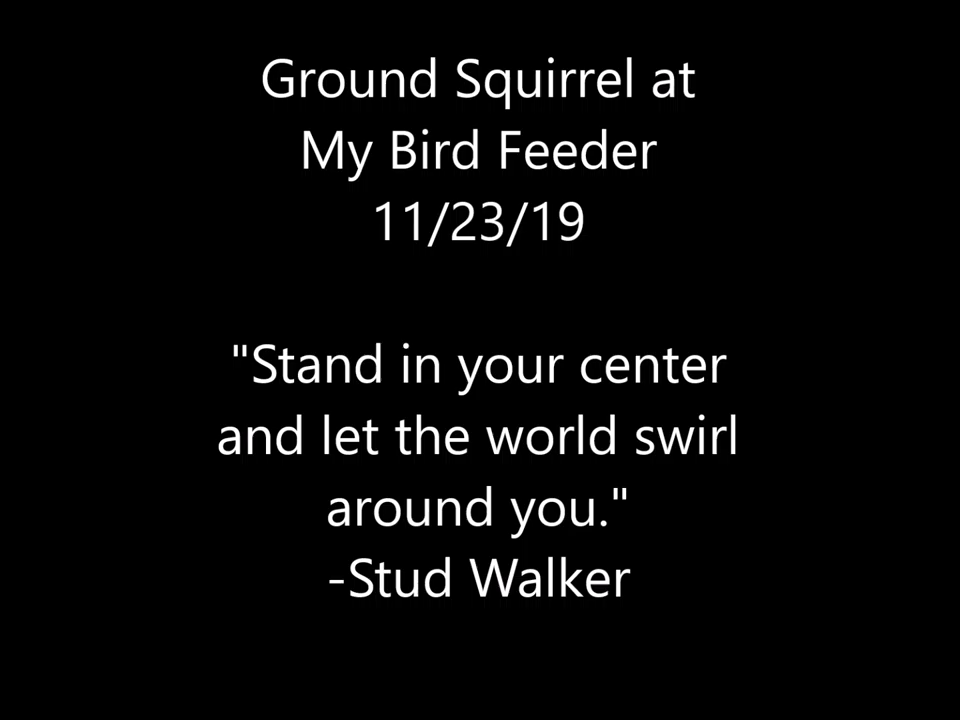 Ground Squirrel at
My Bird Feeder
11/23/19
"Stand in your center
and let the world swirl
around you."
-Stud Walker